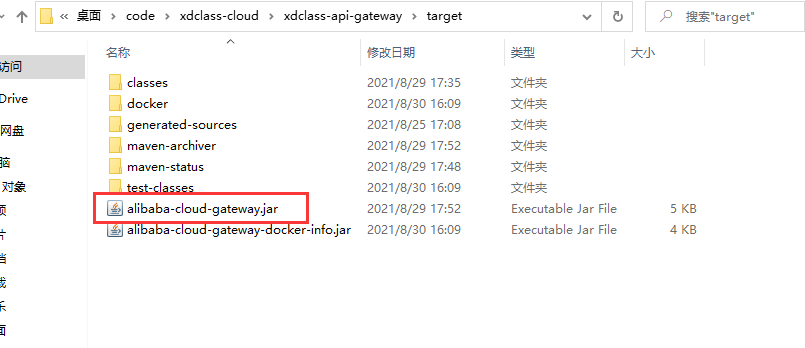 « 桌面 › code › xdclass-cloud › xdclass-api-gateway › target
搜索"target"
名称 修改日期 类型 大小
访问
classes 2021/8/29 17:35 文件夹
Drive
docker 2021/8/30 16:09 文件夹
网盘
generated-sources 2021/8/25 17:08 文件夹
maven-archiver 2021/8/29 17:52 文件夹
脑
maven-status 2021/8/29 17:48 文件夹
对象
test-classes 2021/8/30 16:09 文件夹
alibaba-cloud-gateway.jar 2021/8/29 17:52 Executable Jar File 5 KB
片
alibaba-cloud-gateway-docker-info.jar 2021/8/30 16:09 Executable Jar File 4 KB
乐
面